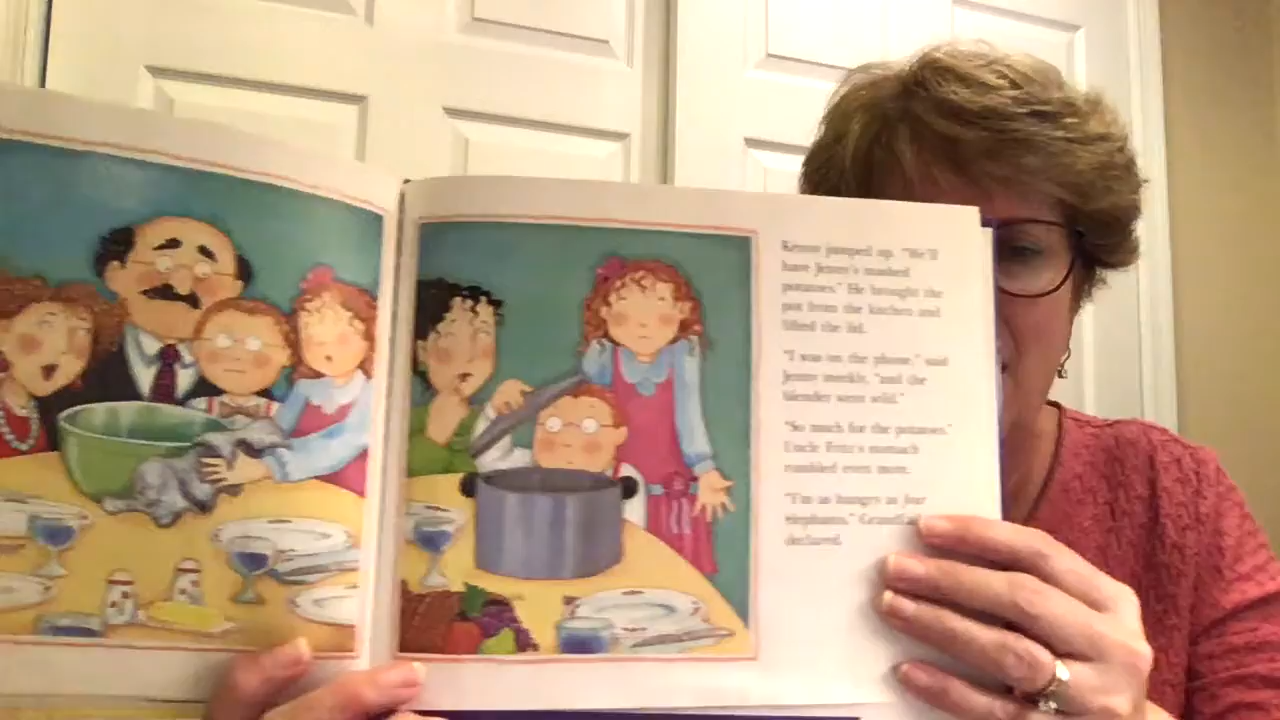 jumped up. "We'll
have Jenny's mashed
potatoes." He brought the
pot from the kitchen and
lifted the lid.
"I was on the phone," said
Jenny meekly, "and the
blender went wild."
"So much for the potatoes."
Uncle Fritz's stomach
rumbled even more.
"I'm as hungry as four
elephants,"
declared.